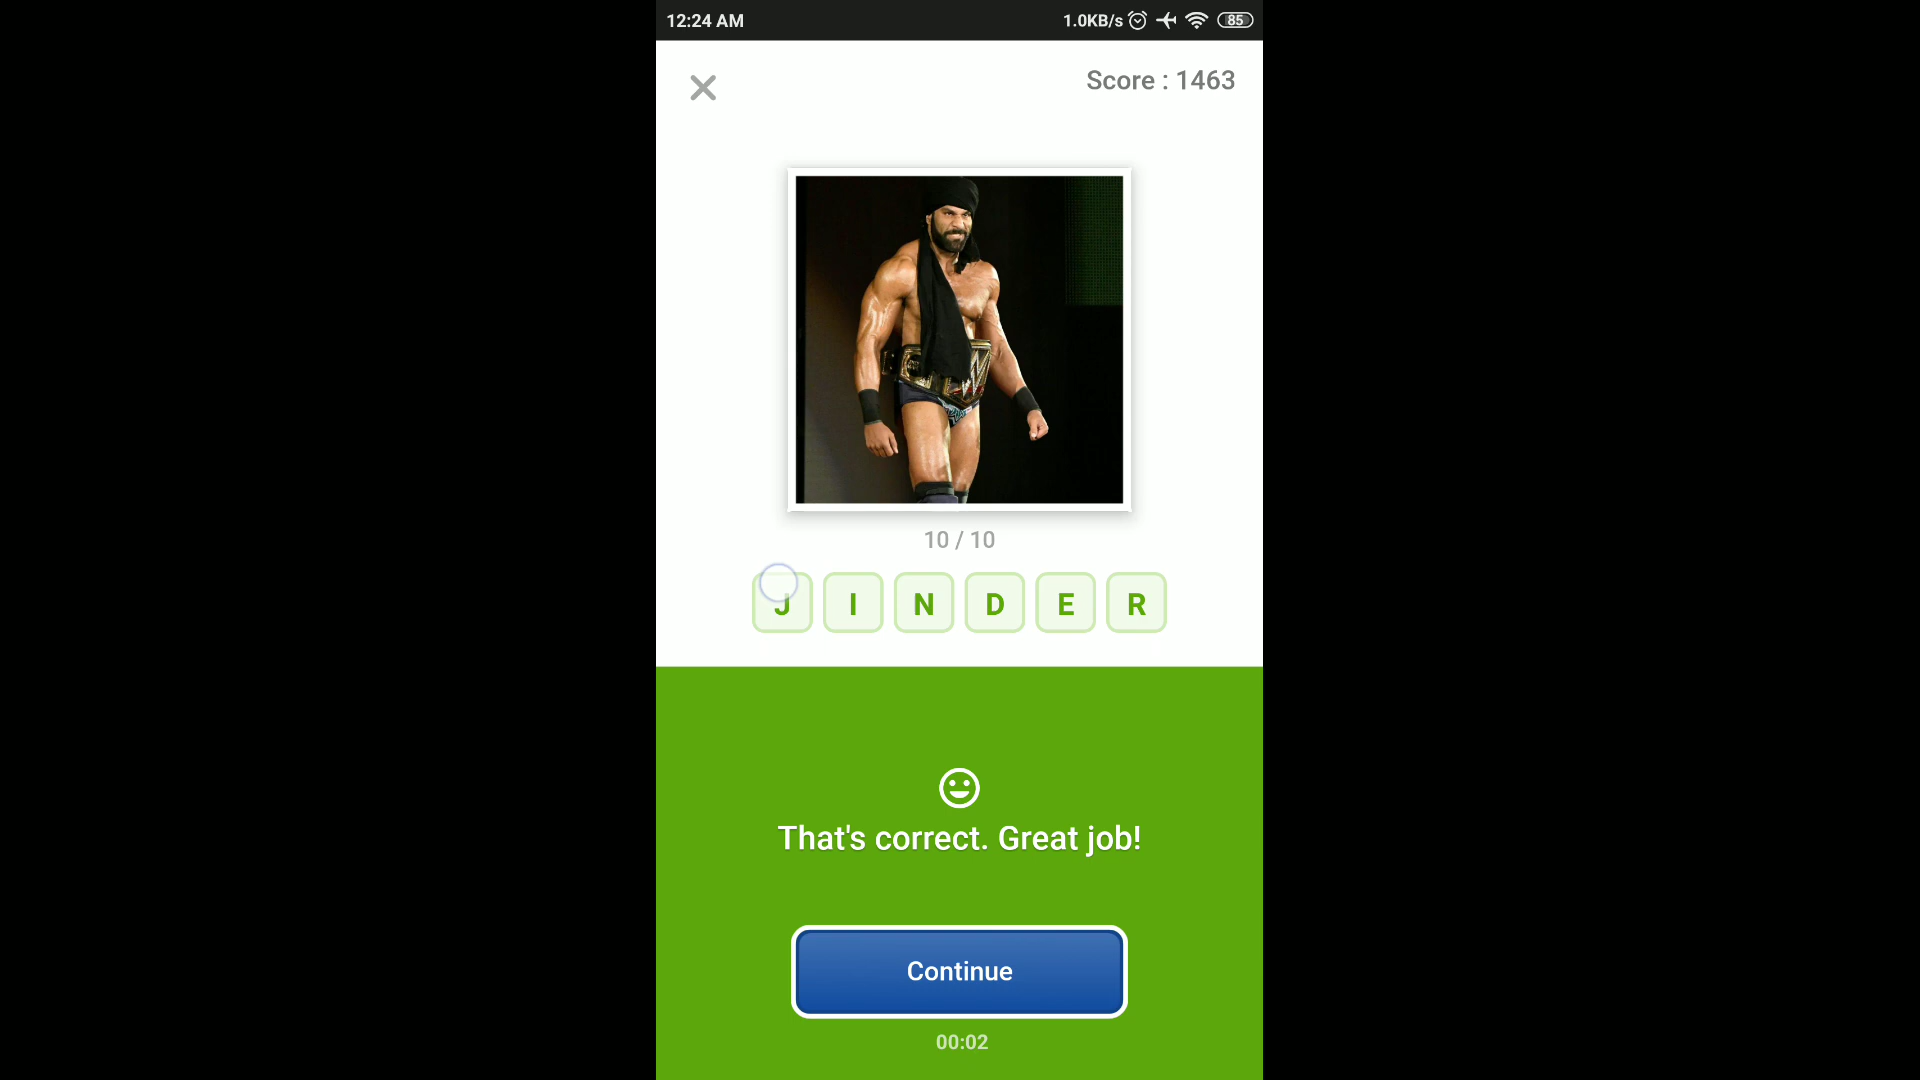 12:24 AM 1.0KB/s 85
Score : 1463
10 / 10
J I N D E R
That's correct. Great job!
Continue
00:02